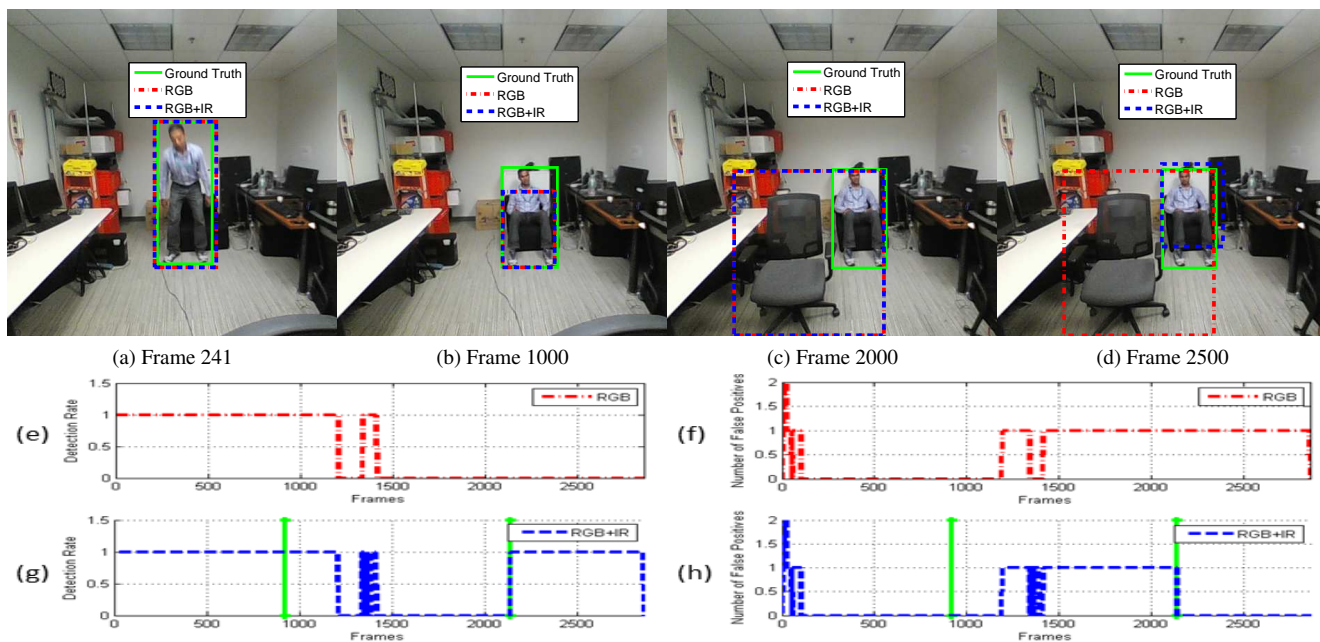 Ground Truth
RGB
RGB+IR
Ground Truth
RGB
RGB+IR
Ground Truth
RGB
RGB+IR
Ground Truth
RGB
RGB+IR
(a) Frame 241
(b) Frame 1000
(c) Frame 2000
(d) Frame 2500
(e)
Detection Rate
1.5
1
0.5
0
0 500 1000 1500 2000 2500
Frames
RGB
(f)
Number of False Positives
2
1.5
1
0.5
0
0 500 1000 1500 2000 2500
Frames
RGB
(g)
Detection Rate
1.5
1
0.5
0
0 500 1000 1500 2000 2500
Frames
RGB+IR
(h)
Number of False Positives
2
1.5
1
0.5
0
0 500 1000 1500 2000 2500
Frames
RGB+IR